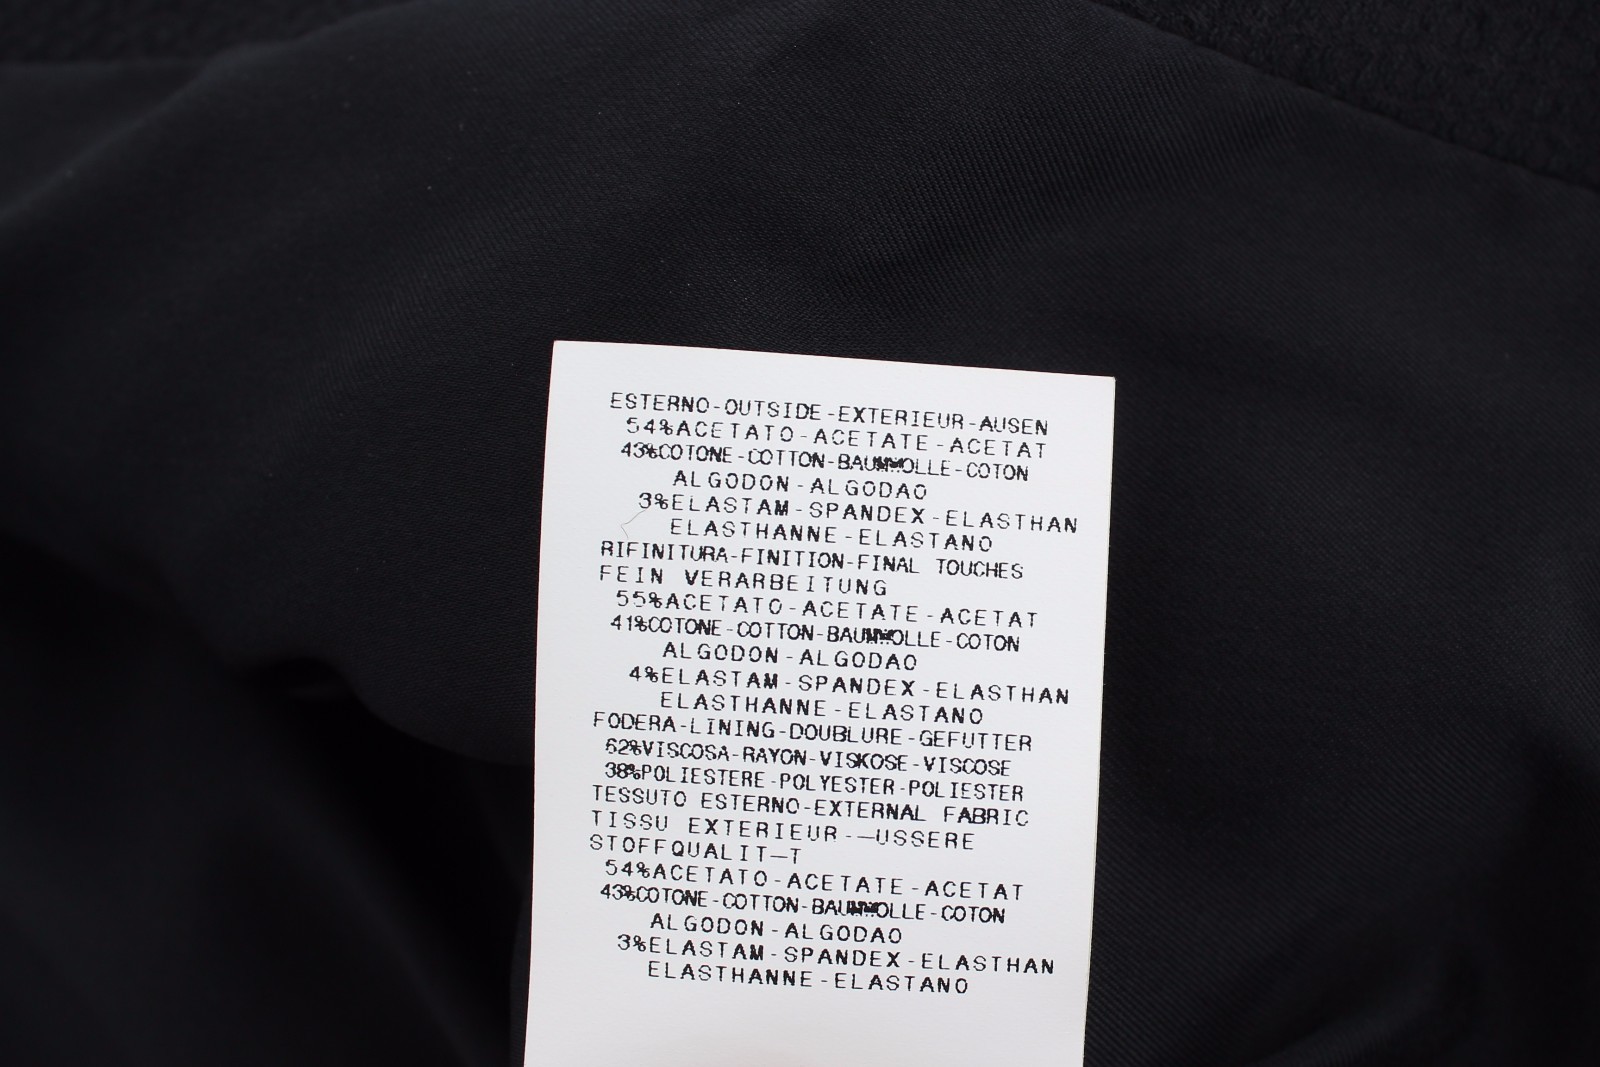 ESTERNO-OUTSIDE-EXTERIEUR-AUSEN
54%ACETATO-ACETATE-ACETAT
43%COTONE-COTTON-BAUMWOLLE-COTON
ALGODON-ALGODAO
3%ELASTAM-SPANDEX-ELASTHAN
ELASTHANNE-ELASTANO
RIFINITURA-FINITION-FINAL TOUCHES
FEIN VERARBEITUNG
55%ACETATO-ACETATE-ACETAT
41%COTONE-COTTON-BAUMWOLLE-COTON
ALGODON-ALGODAO
4%ELASTAM-SPANDEX-ELASTHAN
ELASTHANNE-ELASTANO
FODERA-LINING-DOUBLURE-GEFUTTER
62%VISCOSA-RAYON-VISKOSE-VISCOSE
38%POLIESTERE-POLYESTER-POLIESTER
TESSUTO ESTERNO-EXTERNAL FABRIC
TISSU EXTERIEUR-—USSERE
STOFFQUALIT—T
54%ACETATO-ACETATE-ACETAT
43%COTONE-COTTON-BAUMWOLLE-COTON
ALGODON-ALGODAO
3%ELASTAM-SPANDEX-ELASTHAN
ELASTHANNE-ELASTANO